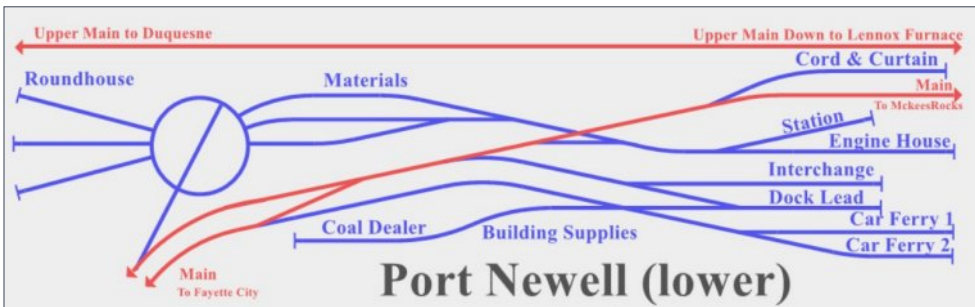 Upper Main to Duquesne
Upper Main Down to Lennox Furnace
Cord & Curtain
Roundhouse
Materials
Main
To MckeesRocks
Station
Engine House
Interchange
Dock Lead
Car Ferry 1
Coal Dealer
Building Supplies
Car Ferry 2
Main
To Fayette City
Port Newell (lower)